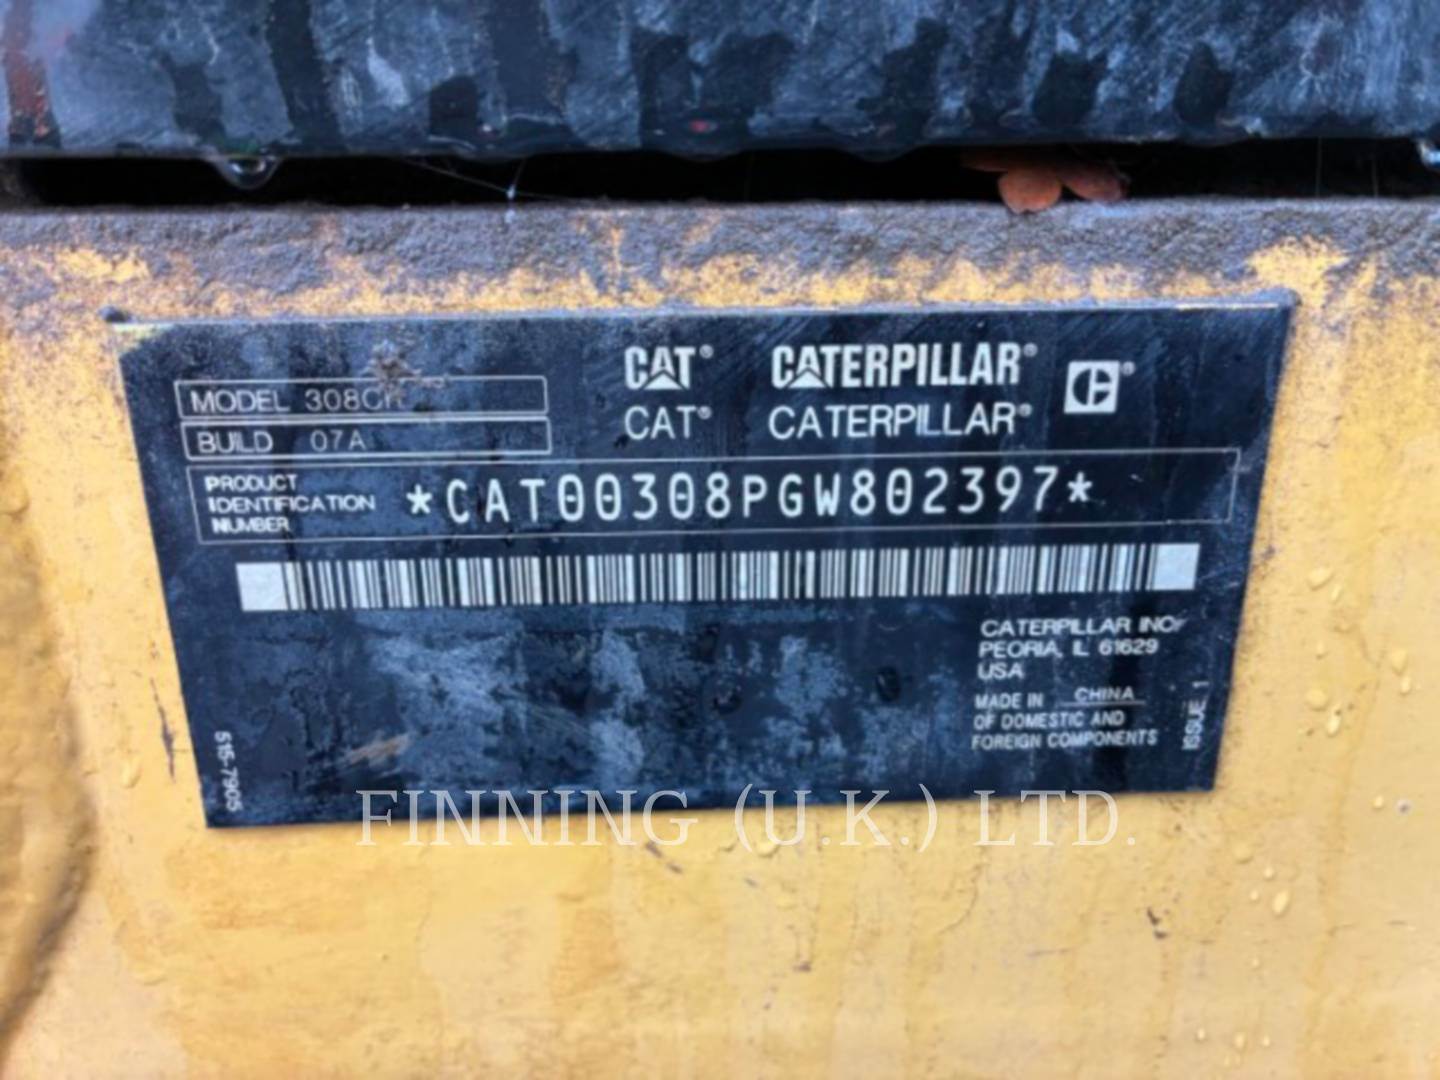 CAT® CATERPILLAR®
MODEL 308CR
CAT® CATERPILLAR®
BUILD 07A
PRODUCT
IDENTIFICATION
NUMBER
*CAT00308PGW802397*
CATERPILLAR INC.
PEORIA, IL 61629
USA
MADE IN CHINA
OF DOMESTIC AND
FOREIGN COMPONENTS
ISSUE 1
515-7905
FINNING (U.K.) LTD.